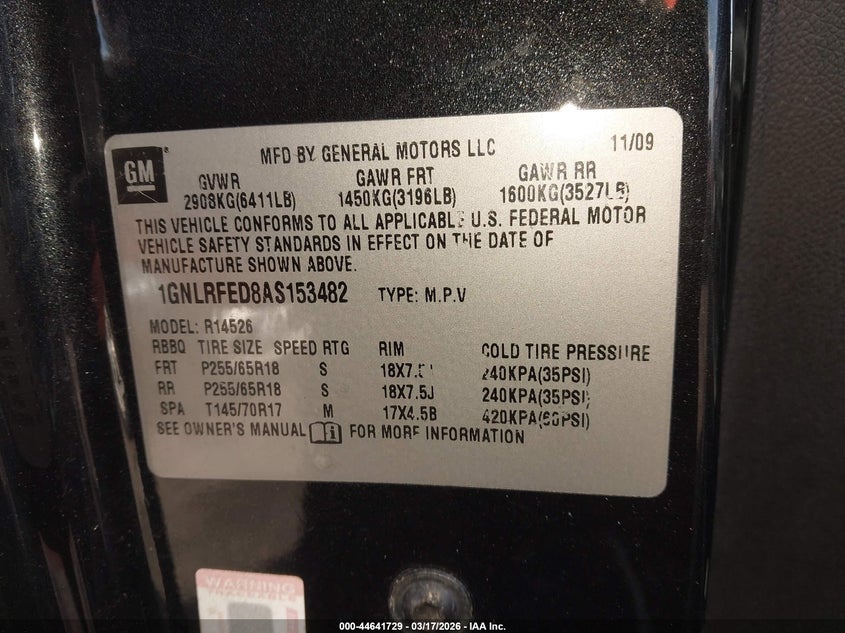 GM
MFD BY GENERAL MOTORS LLC 11/09
GVWR GAWR FRT GAWR RR
2908KG(6411LB) 1450KG(3196LB) 1600KG(3527LB)
THIS VEHICLE CONFORMS TO ALL APPLICABLE U.S. FEDERAL MOTOR
VEHICLE SAFETY STANDARDS IN EFFECT ON THE DATE OF
MANUFACTURE SHOWN ABOVE.
1GNLRFED8AS153482 TYPE: M.P.V
MODEL: R14526
RBBQ TIRE SIZE SPEED RTG RIM COLD TIRE PRESSURE
FRT P255/65R18 S 18X7.5J 240KPA(35PSI)
RR P255/65R18 S 18X7.5J 240KPA(35PSI)
SPA T145/70R17 M 17X4.5B 420KPA(60PSI)
SEE OWNER'S MANUAL FOR MORE INFORMATION
WARNING
000-44641729 - 03/17/2026 - IAA Inc.